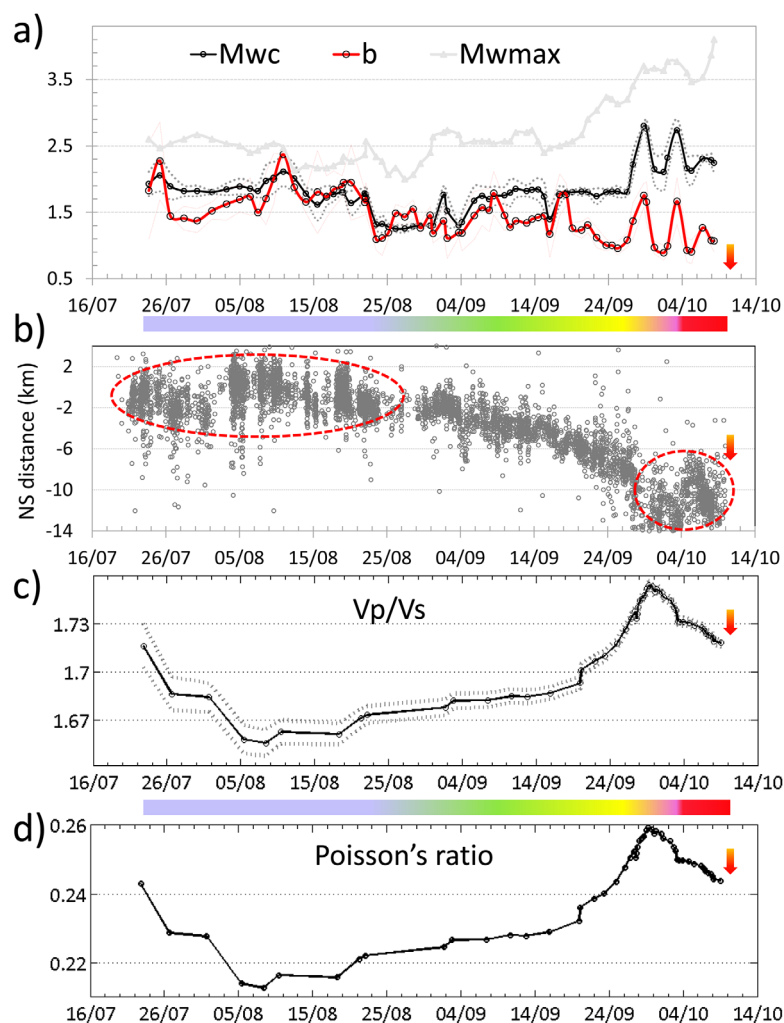 a)
Mwc b Mwmax
3.5
2.5
1.5
0.5
16/07 26/07 05/08 15/08 25/08 04/09 14/09 24/09 04/10 14/10
b)
NS distance (km)
2
-2
-6
-10
-14
16/07 26/07 05/08 15/08 25/08 04/09 14/09 24/09 04/10 14/10
c)
Vp/Vs
1.73
1.7
1.67
16/07 26/07 05/08 15/08 25/08 04/09 14/09 24/09 04/10 14/10
d)
0.26
Poisson’s ratio
0.24
0.22
0.21
16/07 26/07 05/08 15/08 25/08 04/09 14/09 24/09 04/10 14/10